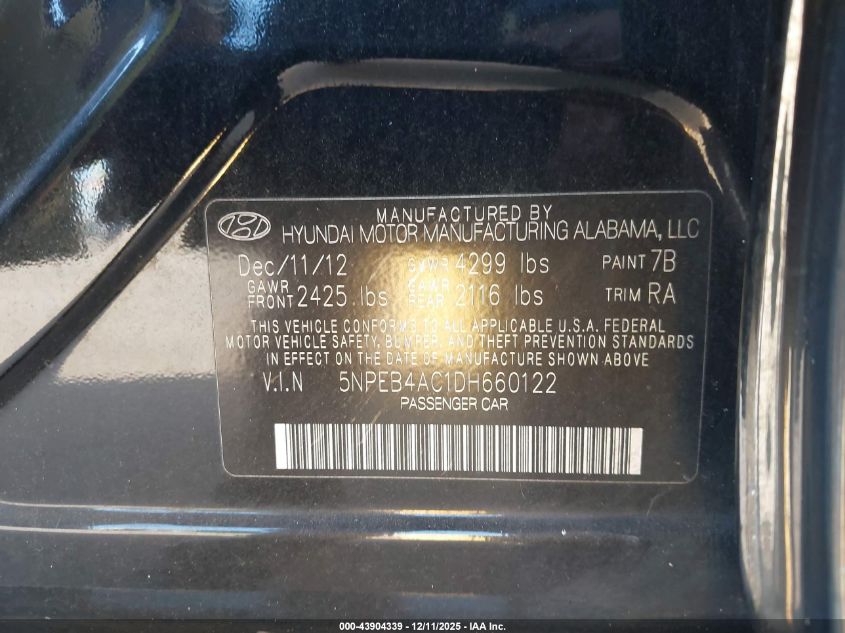 MANUFACTURED BY
HYUNDAI MOTOR MANUFACTURING ALABAMA, LLC
Dec/11/12 GVWR 4299 lbs PAINT 7B
GAWR FRONT 2425 lbs GAWR REAR 2116 lbs TRIM RA
THIS VEHICLE CONFORMS TO ALL APPLICABLE U.S.A. FEDERAL
MOTOR VEHICLE SAFETY, BUMPER, AND THEFT PREVENTION STANDARDS
IN EFFECT ON THE DATE OF MANUFACTURE SHOWN ABOVE.
V.I.N 5NPEB4AC1DH660122
PASSENGER CAR
000-43904339 - 12/11/2025 - IAA Inc.